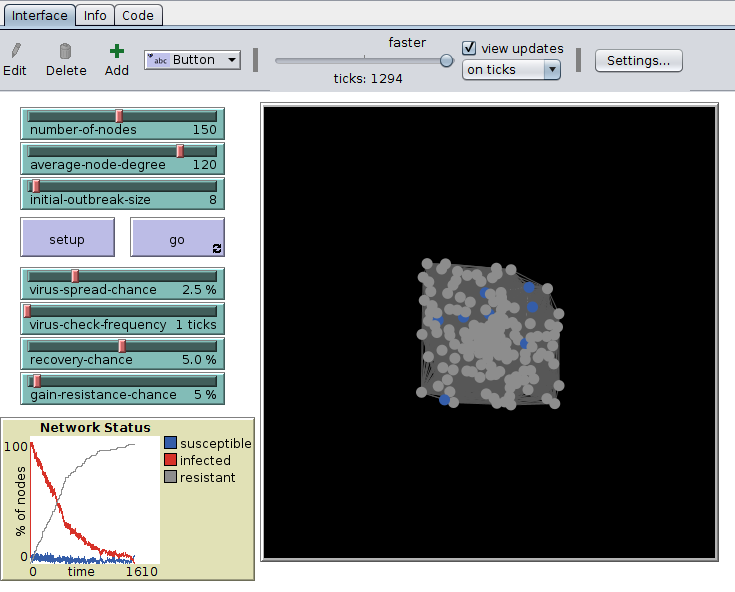 Interface Info Code
Edit Delete Add abc Button faster view updates
ticks: 1294 on ticks Settings...
number-of-nodes 150
average-node-degree 120
initial-outbreak-size 8
setup go
virus-spread-chance 2.5 %
virus-check-frequency 1 ticks
recovery-chance 5.0 %
gain-resistance-chance 5 %
Network Status
100
% of nodes
0
0 time 1610
susceptible
infected
resistant